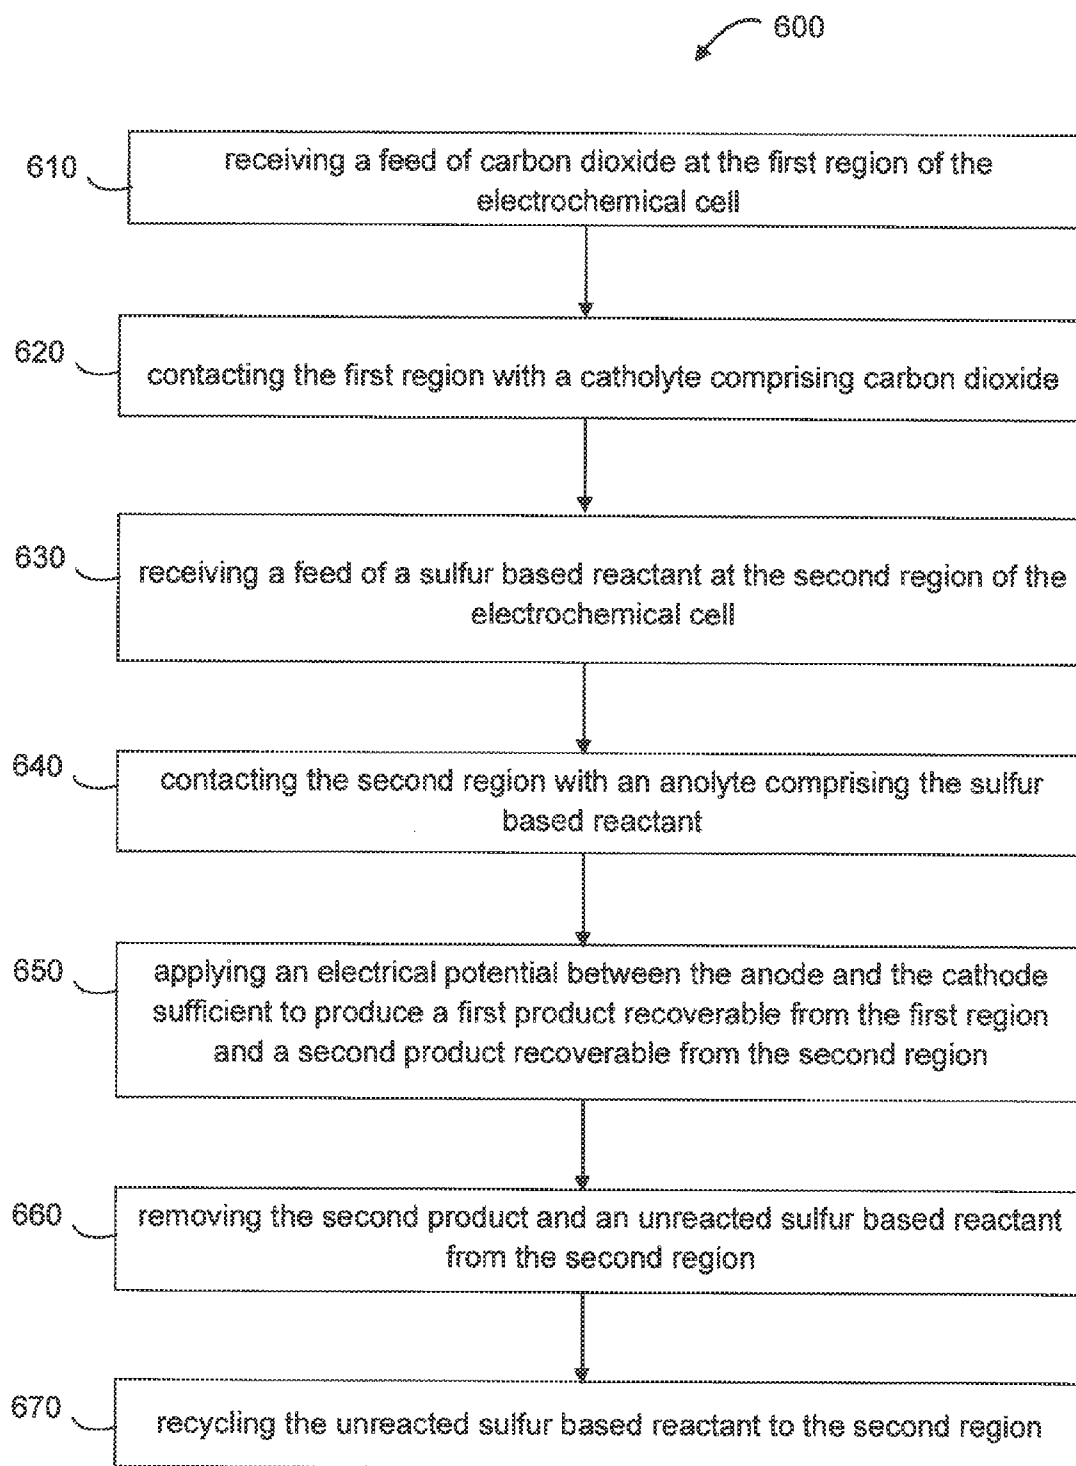 600
610
receiving a feed of carbon dioxide at the first region of the
electrochemical cell
620
contacting the first region with a catholyte comprising carbon dioxide
630
receiving a feed of a sulfur based reactant at the second region of the
electrochemical cell
640
contacting the second region with an anolyte comprising the sulfur
based reactant
650
applying an electrical potential between the anode and the cathode
sufficient to produce a first product recoverable from the first region
and a second product recoverable from the second region
660
removing the second product and an unreacted sulfur based reactant
from the second region
670
recycling the unreacted sulfur based reactant to the second region